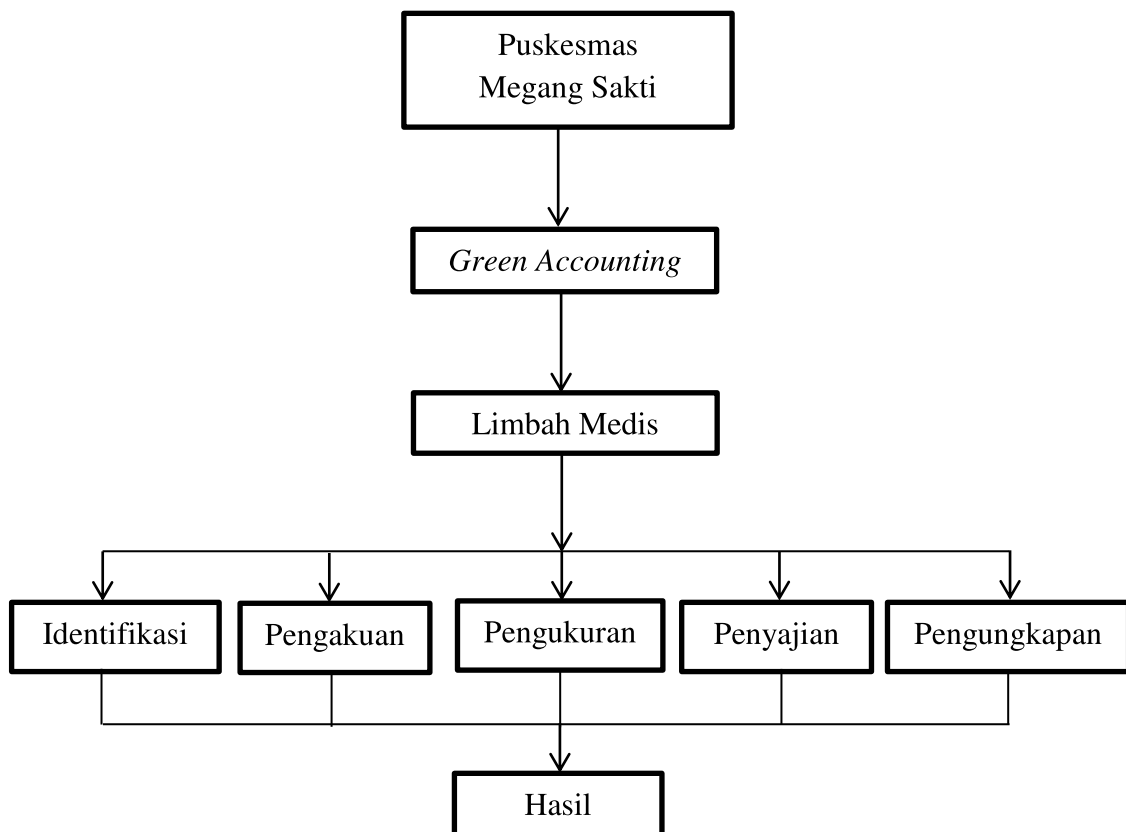 Puskesmas
Megang Sakti
Green Accounting
Limbah Medis
Identifikasi
Pengakuan
Pengukuran
Penyajian
Pengungkapan
Hasil